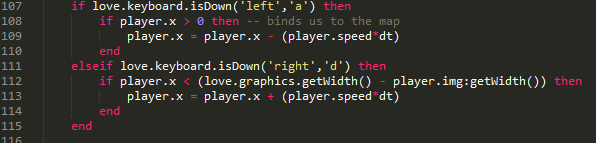 107 if love.keyboard.isDown('left','a') then
108 if player.x > 0 then -- binds us to the map
109 player.x = player.x - (player.speed*dt)
110 end
111 elseif love.keyboard.isDown('right','d') then
112 if player.x < (love.graphics.getWidth() - player.img:getWidth()) then
113 player.x = player.x + (player.speed*dt)
114 end
115 end
116